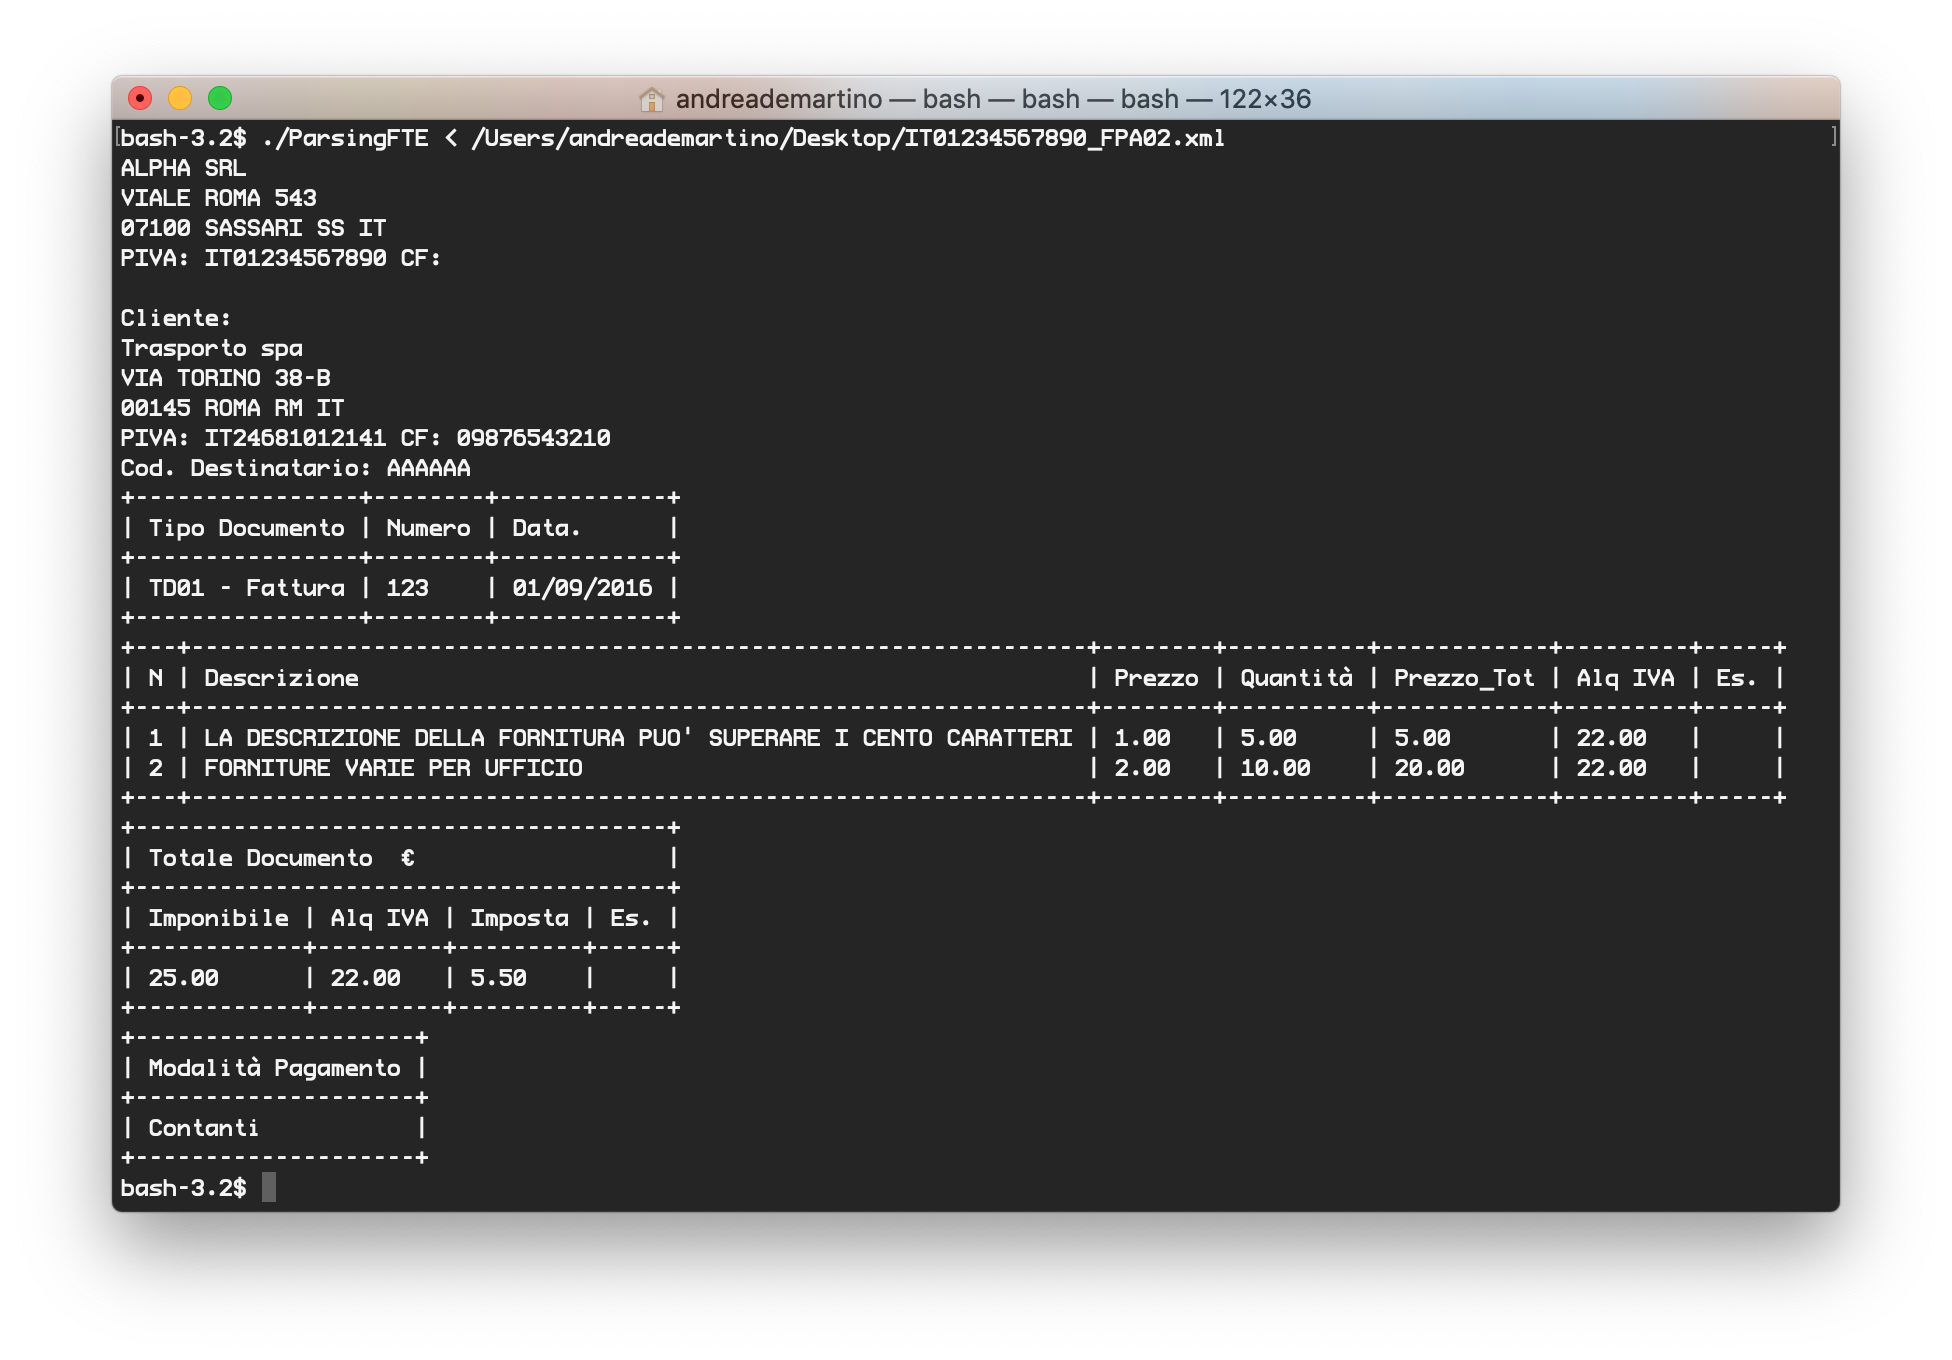 andreademartino — bash — bash — bash — 122×36
bash-3.2$ ./ParsingFTE < /Users/andreademartino/Desktop/IT01234567890_FPA02.xml
ALPHA SRL
VIALE ROMA 543
07100 SASSARI SS IT
PIVA: IT01234567890 CF:

Cliente:
Trasporto spa
VIA TORINO 38-B
00145 ROMA RM IT
PIVA: IT24681012141 CF: 09876543210
Cod. Destinatario: AAAAAA
+----------------+--------+------------+
| Tipo Documento | Numero | Data.      |
+----------------+--------+------------+
| TD01 - Fattura | 123    | 01/09/2016 |
+----------------+--------+------------+
+---+----------------------------------------------------------------+--------+----------+------------+---------+-----+
| N | Descrizione                                                    | Prezzo | Quantità | Prezzo_Tot | Alq IVA | Es. |
+---+----------------------------------------------------------------+--------+----------+------------+---------+-----+
| 1 | LA DESCRIZIONE DELLA FORNITURA PUO' SUPERARE I CENTO CARATTERI | 1.00   | 5.00     | 5.00       | 22.00   |     |
| 2 | FORNITURE VARIE PER UFFICIO                                    | 2.00   | 10.00    | 20.00      | 22.00   |     |
+---+----------------------------------------------------------------+--------+----------+------------+---------+-----+
+--------------------------------------+
| Totale Documento  €                  |
+--------------------------------------+
| Imponibile | Alq IVA | Imposta | Es. |
+------------+---------+---------+-----+
| 25.00      | 22.00   | 5.50    |     |
+------------+---------+---------+-----+
+--------------------+
| Modalità Pagamento |
+--------------------+
| Contanti           |
+--------------------+
bash-3.2$